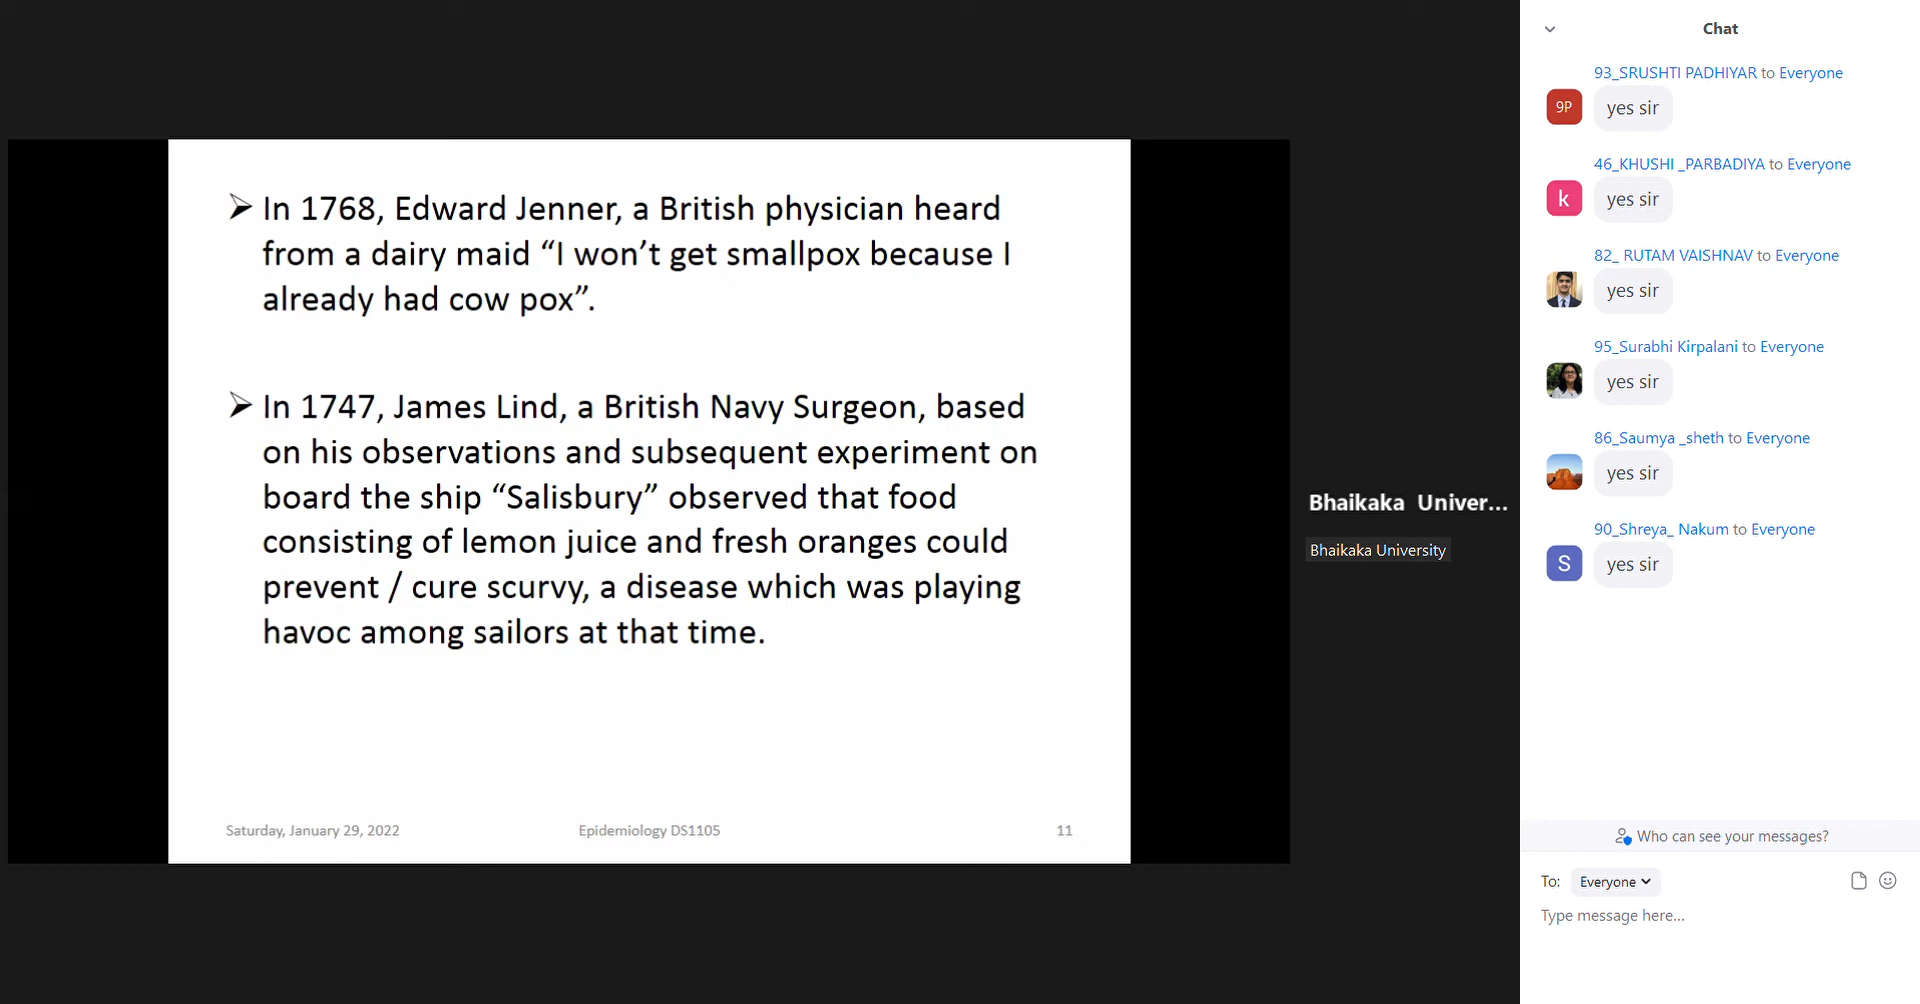 ➢ In 1768, Edward Jenner, a British physician heard
from a dairy maid “I won’t get smallpox because I
already had cow pox”.
➢ In 1747, James Lind, a British Navy Surgeon, based
on his observations and subsequent experiment on
board the ship “Salisbury” observed that food
consisting of lemon juice and fresh oranges could
prevent / cure scurvy, a disease which was playing
havoc among sailors at that time.
Saturday, January 29, 2022
Epidemiology DS1105
11
Bhaikaka Univer...
Bhaikaka University
Chat
93_SRUSHTI PADHIYAR to Everyone
9P
yes sir
46_KHUSHI _PARBADIYA to Everyone
k
yes sir
82_ RUTAM VAISHNAV to Everyone
yes sir
95_Surabhi Kirpalani to Everyone
yes sir
86_Saumya _sheth to Everyone
yes sir
90_Shreya_ Nakum to Everyone
S
yes sir
Who can see your messages?
To: Everyone
Type message here...